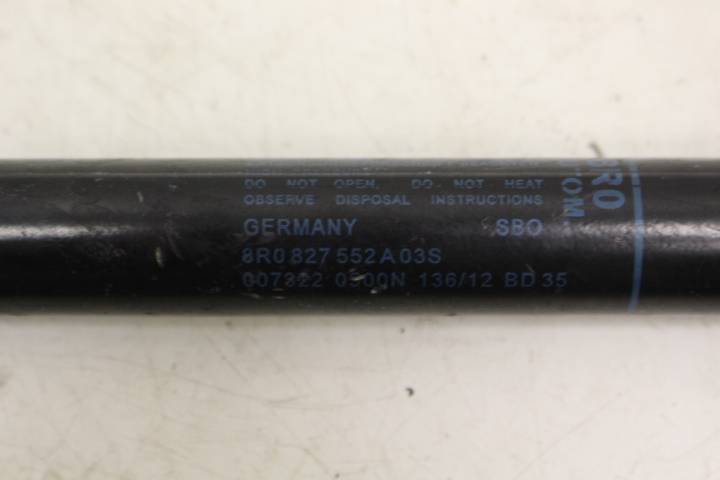 DO NOT OPEN. DO NOT HEAT
OBSERVE DISPOSAL INSTRUCTIONS
GERMANY SBO
8R0 827 552 A 03S
007322 0500N 136/12 BD 35